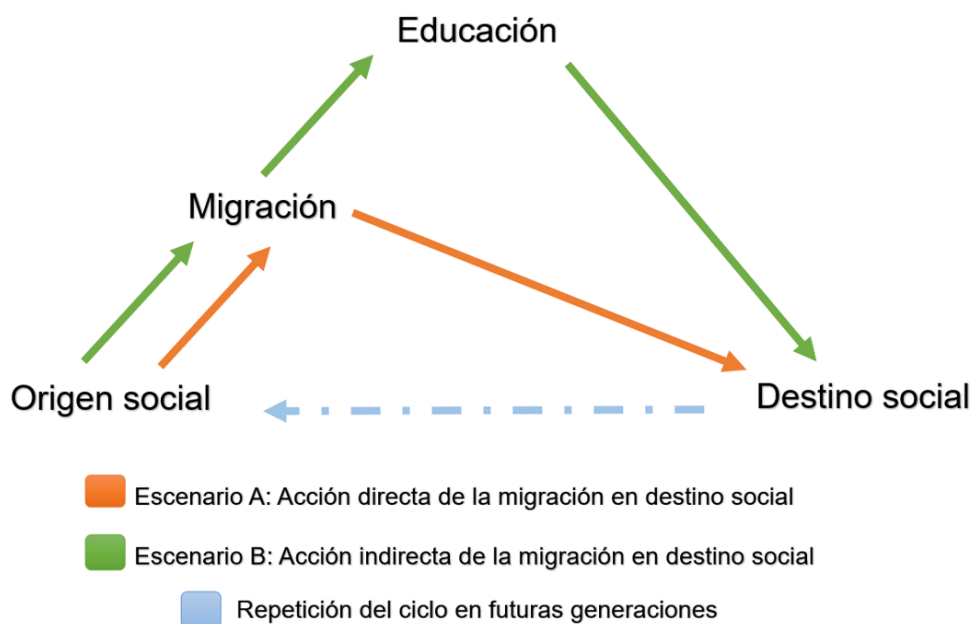 Educación
Migración
Origen social
Destino social
Escenario A: Acción directa de la migración en destino social
Escenario B: Acción indirecta de la migración en destino social
Repetición del ciclo en futuras generaciones